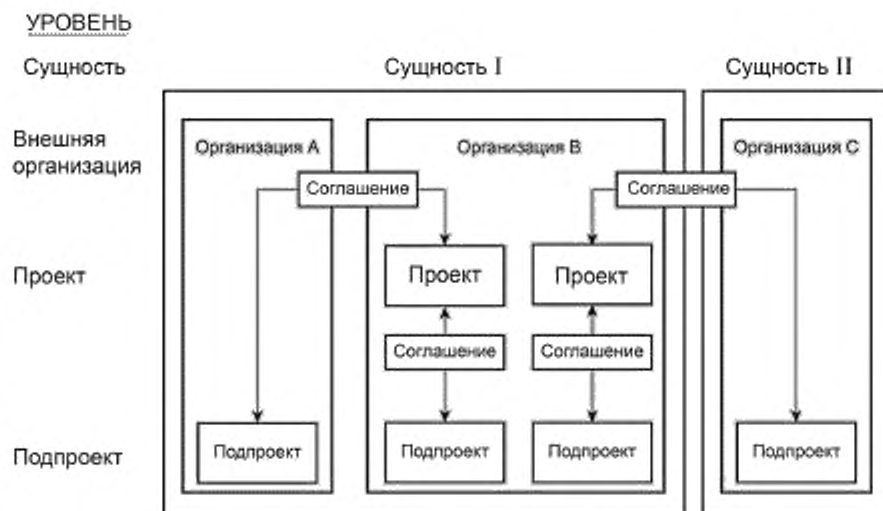 УРОВЕНЬ
Сущность Сущность I Сущность II
Внешняя
организация
Организация А Организация В Организация С
Соглашение Соглашение
Проект Проект Проект
Соглашение Соглашение
Подпроект Подпроект Подпроект Подпроект Подпроект